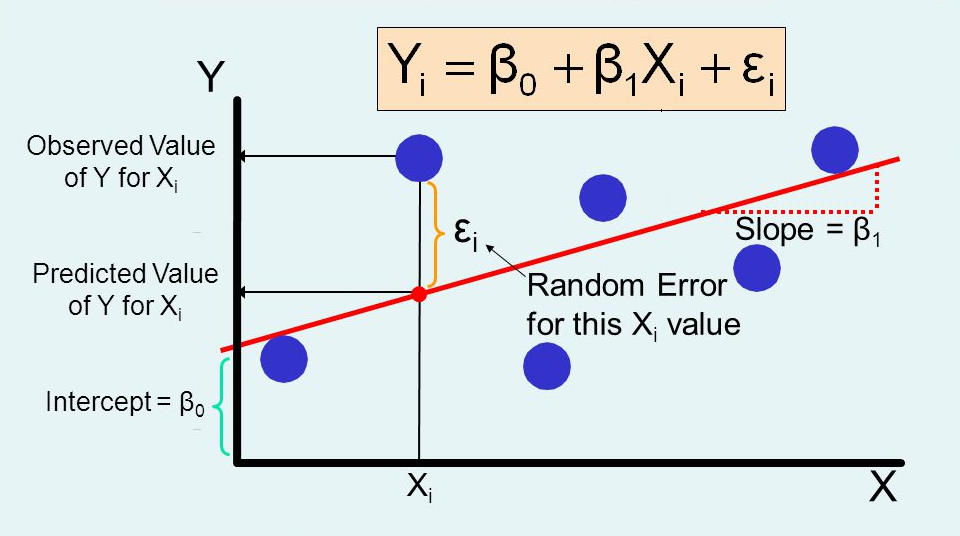 Yᵢ = β₀ + β₁Xᵢ + εᵢ
Y
Observed Value
of Y for Xᵢ
εᵢ
Slope = β₁
Predicted Value
of Y for Xᵢ
Random Error
for this Xᵢ value
Intercept = β₀
Xᵢ
X